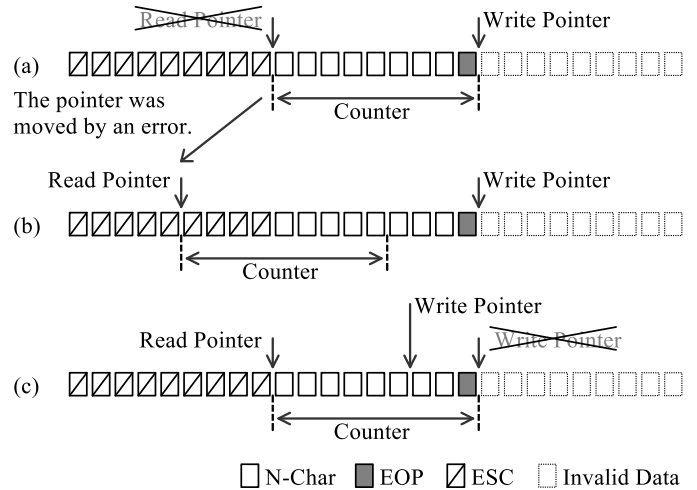 Read Pointer
Write Pointer
(a)
The pointer was
moved by an error.
Counter
Read Pointer
Write Pointer
(b)
Counter
Write Pointer
Read Pointer
Write Pointer
(c)
Counter
N-Char EOP ESC Invalid Data